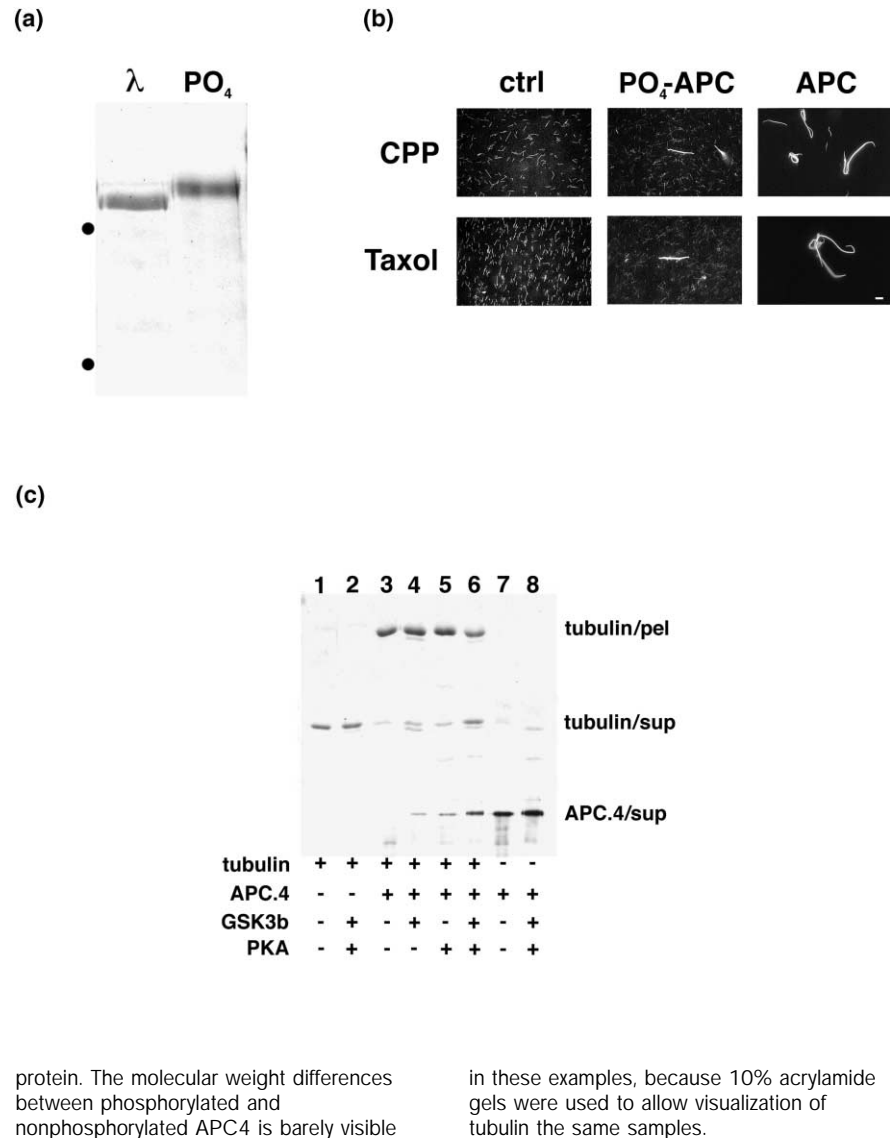 (a)
λ PO4
(b)
ctrl PO4-APC APC
CPP
Taxol
(c)
1 2 3 4 5 6 7 8
tubulin/pel
tubulin/sup
APC.4/sup
tubulin + + + + + + - -
APC.4 - - + + + + + +
GSK3b - + - + - + - +
PKA - + - - + + - +
protein. The molecular weight differences
between phosphorylated and
nonphosphorylated APC4 is barely visible
in these examples, because 10% acrylamide
gels were used to allow visualization of
tubulin the same samples.